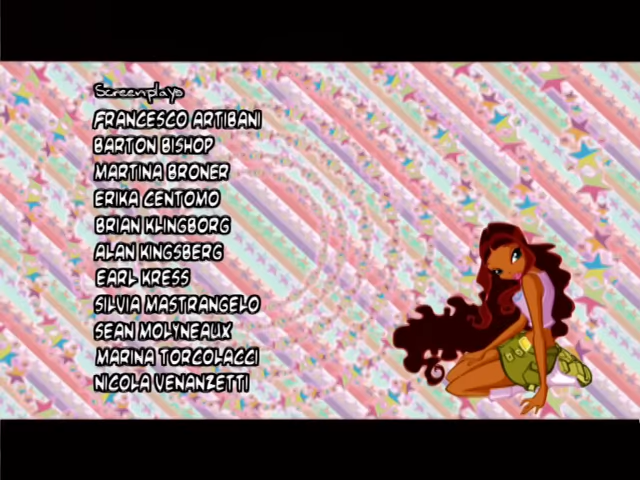 Screenplays
FRANCESCO ARTIBANI
BARTON BISHOP
MARTINA BRONER
ERIKA CENTOMO
BRIAN KLINGBORG
ALAN KINGSBERG
EARL KRESS
SILVIA MASTRANGELO
SEAN MOLYNEAUX
MARINA TORCOLACCI
NICOLA VENANZETTI